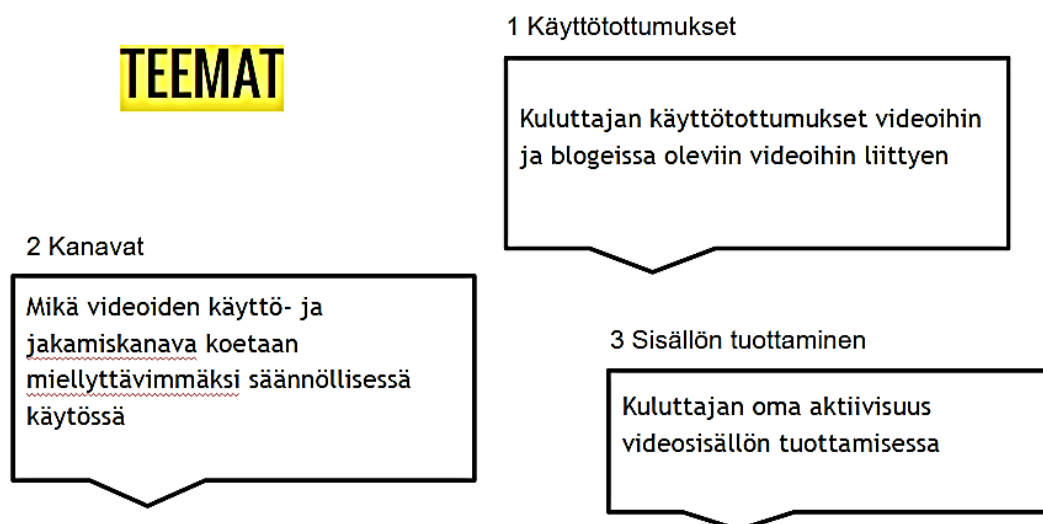 TEEMAT
1 Käyttötottumukset
Kuluttajan käyttötottumukset videoihin
ja blogeissa oleviin videoihin liittyen
2 Kanavat
Mikä videoiden käyttö- ja
jakamiskanava koetaan
miellyttävimmäksi säännöllisessä
käytössä
3 Sisällön tuottaminen
Kuluttajan oma aktiivisuus
videosisällön tuottamisessa